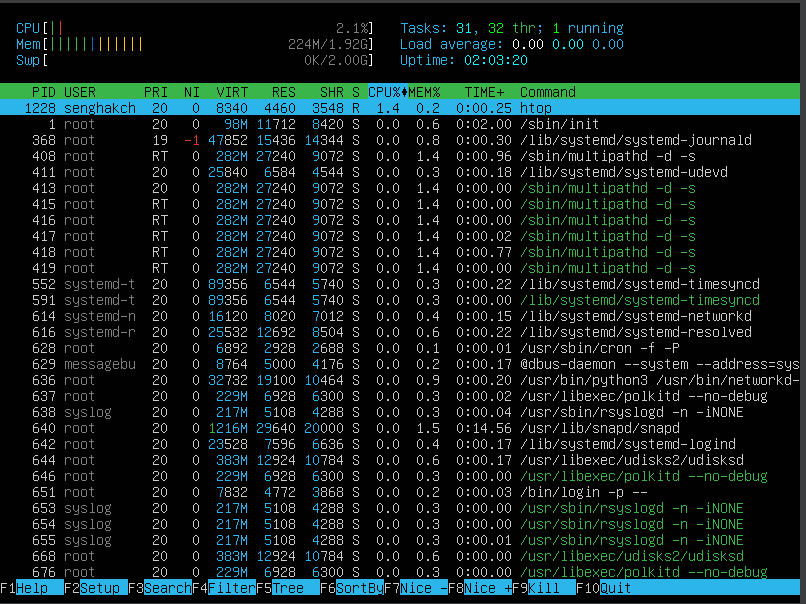 CPU[|| 2.1%] Tasks: 31, 32 thr; 1 running
Mem[|||||||||||| 224M/1.92G] Load average: 0.00 0.00 0.00
Swp[ 0K/2.00G] Uptime: 02:03:20
PID USER PRI NI VIRT RES SHR S CPU%♦MEM% TIME+ Command
1228 senghakch 20 0 8340 4460 3548 R 1.4 0.2 0:00.25 htop
1 root 20 0 98M 11712 8420 S 0.0 0.6 0:02.00 /sbin/init
368 root 19 -1 47852 15436 14344 S 0.0 0.8 0:00.30 /lib/systemd/systemd-journald
408 root RT 0 282M 27240 9072 S 0.0 1.4 0:00.96 /sbin/multipathd -d -s
411 root 20 0 25840 6584 4544 S 0.0 0.3 0:00.18 /lib/systemd/systemd-udevd
413 root 20 0 282M 27240 9072 S 0.0 1.4 0:00.00 /sbin/multipathd -d -s
415 root RT 0 282M 27240 9072 S 0.0 1.4 0:00.00 /sbin/multipathd -d -s
416 root RT 0 282M 27240 9072 S 0.0 1.4 0:00.00 /sbin/multipathd -d -s
417 root RT 0 282M 27240 9072 S 0.0 1.4 0:00.02 /sbin/multipathd -d -s
418 root RT 0 282M 27240 9072 S 0.0 1.4 0:00.77 /sbin/multipathd -d -s
419 root RT 0 282M 27240 9072 S 0.0 1.4 0:00.00 /sbin/multipathd -d -s
552 systemd-t 20 0 89356 6544 5740 S 0.0 0.3 0:00.22 /lib/systemd/systemd-timesyncd
591 systemd-t 20 0 89356 6544 5740 S 0.0 0.3 0:00.00 /lib/systemd/systemd-timesyncd
614 systemd-n 20 0 16120 8020 7012 S 0.0 0.4 0:00.15 /lib/systemd/systemd-networkd
616 systemd-r 20 0 25532 12692 8504 S 0.0 0.6 0:00.22 /lib/systemd/systemd-resolved
628 root 20 0 6892 2928 2688 S 0.0 0.1 0:00.01 /usr/sbin/cron -f -P
629 messagebu 20 0 8764 5000 4176 S 0.0 0.2 0:00.17 @dbus-daemon --system --address=sys
636 root 20 0 32732 19100 10464 S 0.0 0.9 0:00.20 /usr/bin/python3 /usr/bin/networkd-
637 root 20 0 229M 6928 6300 S 0.0 0.3 0:00.02 /usr/libexec/polkitd --no-debug
638 syslog 20 0 217M 5108 4288 S 0.0 0.3 0:00.04 /usr/sbin/rsyslogd -n -iNONE
640 root 20 0 1216M 29640 20000 S 0.0 1.5 0:14.56 /usr/lib/snapd/snapd
642 root 20 0 23528 7596 6636 S 0.0 0.4 0:00.17 /lib/systemd/systemd-logind
644 root 20 0 383M 12924 10784 S 0.0 0.6 0:00.17 /usr/libexec/udisks2/udisksd
646 root 20 0 229M 6928 6300 S 0.0 0.3 0:00.00 /usr/libexec/polkitd --no-debug
651 root 20 0 7832 4772 3868 S 0.0 0.2 0:00.03 /bin/login -p --
653 syslog 20 0 217M 5108 4288 S 0.0 0.3 0:00.00 /usr/sbin/rsyslogd -n -iNONE
654 syslog 20 0 217M 5108 4288 S 0.0 0.3 0:00.00 /usr/sbin/rsyslogd -n -iNONE
655 syslog 20 0 217M 5108 4288 S 0.0 0.3 0:00.01 /usr/sbin/rsyslogd -n -iNONE
668 root 20 0 383M 12924 10784 S 0.0 0.6 0:00.00 /usr/libexec/udisks2/udisksd
676 root 20 0 229M 6928 6300 S 0.0 0.3 0:00.00 /usr/libexec/polkitd --no-debug
F1Help F2Setup F3SearchF4FilterF5Tree F6SortByF7Nice -F8Nice +F9Kill F10Quit